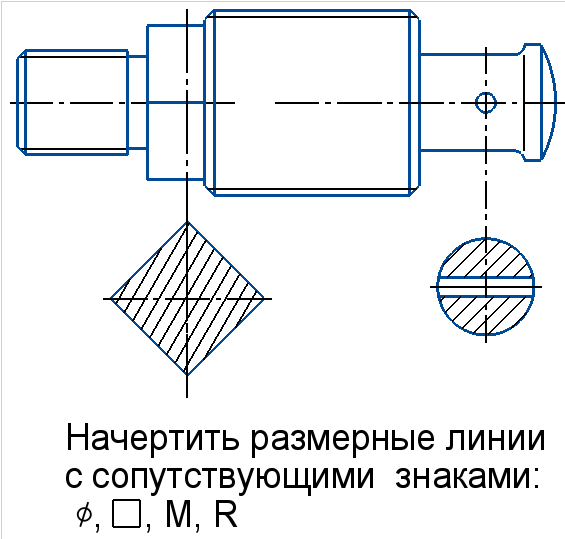 Начертить размерные линии
с сопутствующими знаками:
⌀, □, М, R